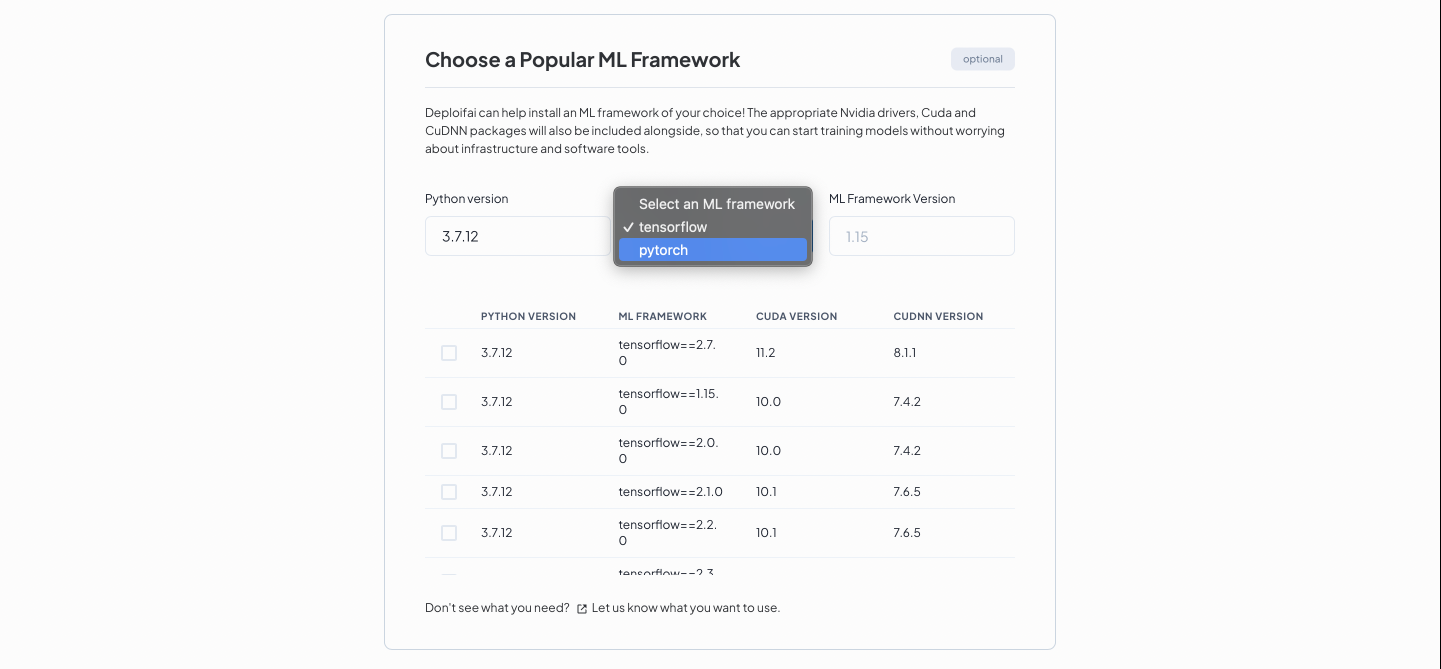 Choose a Popular ML Framework
optional
Deploifai can help install an ML framework of your choice! The appropriate Nvidia drivers, Cuda and
CuDNN packages will also be included alongside, so that you can start training models without worrying
about infrastructure and software tools.
Python version
3.7.12
Select an ML framework
✓ tensorflow
pytorch
ML Framework Version
1.15
PYTHON VERSION ML FRAMEWORK CUDA VERSION CUDNN VERSION
3.7.12 tensorflow==2.7. 11.2 8.1.1
0
3.7.12 tensorflow==1.15. 10.0 7.4.2
0
3.7.12 tensorflow==2.0. 10.0 7.4.2
0
3.7.12 tensorflow==2.1.0 10.1 7.6.5
3.7.12 tensorflow==2.2. 10.1 7.6.5
0
tensorflow==2.3.
Don't see what you need? Let us know what you want to use.